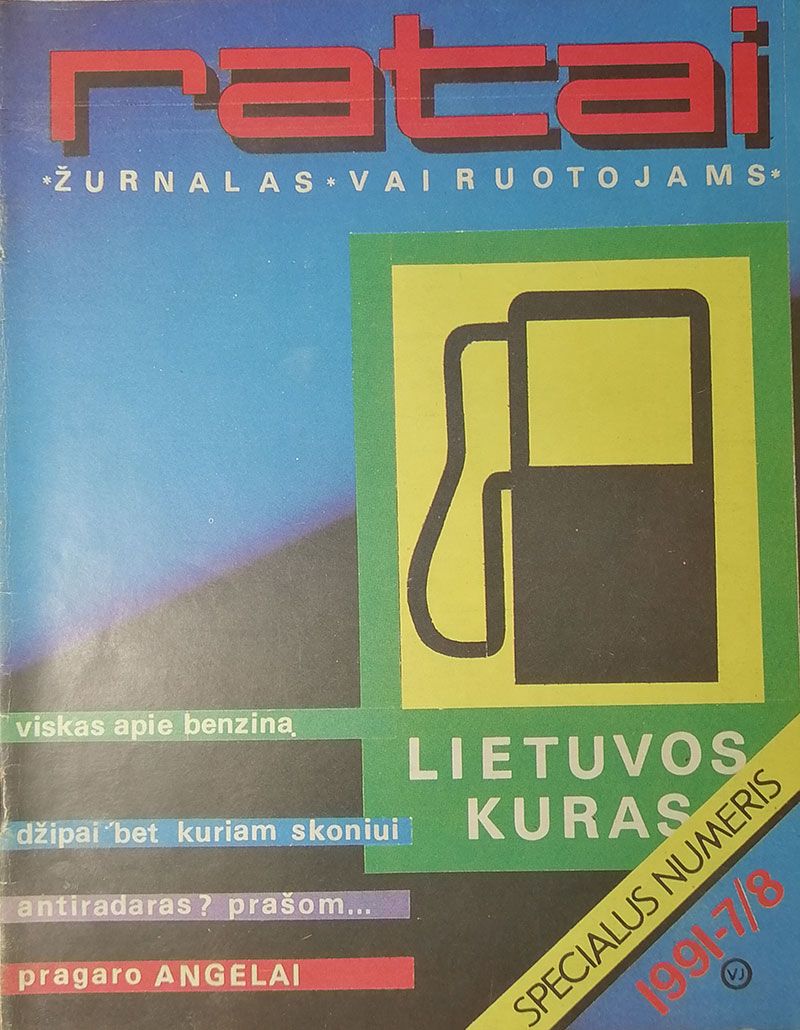 ratai
*ŽURNALAS*VAIRUOTOJAMS*
LIETUVOS
KURAS
viskas apie benziną
džipai bet kuriam skoniui
antiradaras? prašom...
pragaro ANGELAI
SPECIALUS NUMERIS
1991-7/8
VJ